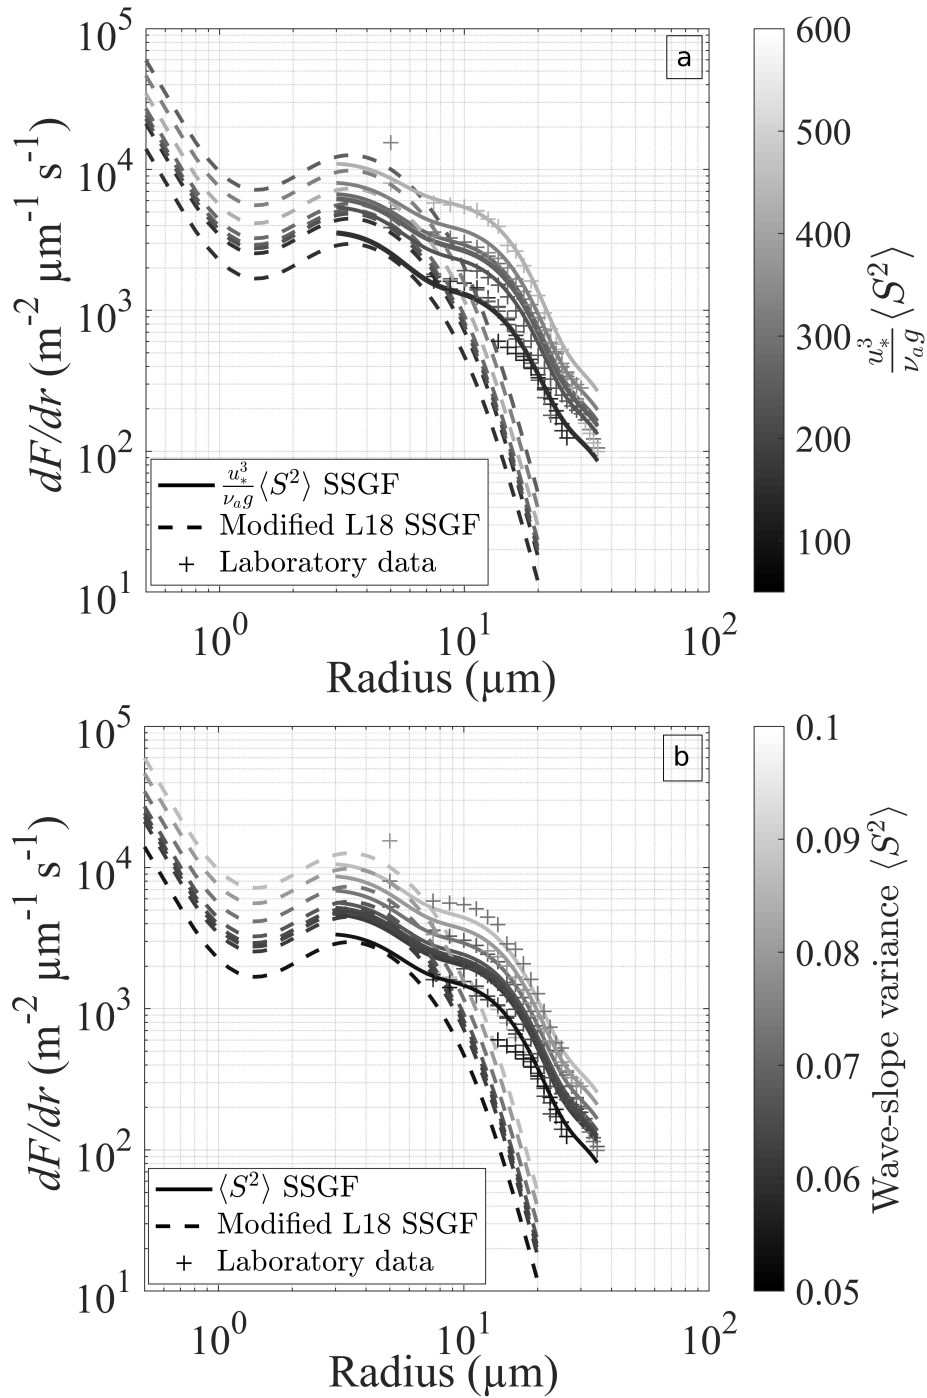 a
10^5
10^4
10^3
10^2
10^1
dF/dr (m^-2 μm^-1 s^-1)
10^0
10^1
10^2
Radius (μm)
u_*^3/ν_a g ⟨S^2⟩ SSGF
Modified L18 SSGF
Laboratory data
600
500
400
300
200
100
u_*^3/ν_a g ⟨S^2⟩
b
10^5
10^4
10^3
10^2
10^1
dF/dr (m^-2 μm^-1 s^-1)
10^0
10^1
10^2
Radius (μm)
⟨S^2⟩ SSGF
Modified L18 SSGF
Laboratory data
0.1
0.09
0.08
0.07
0.06
0.05
Wave-slope variance ⟨S^2⟩